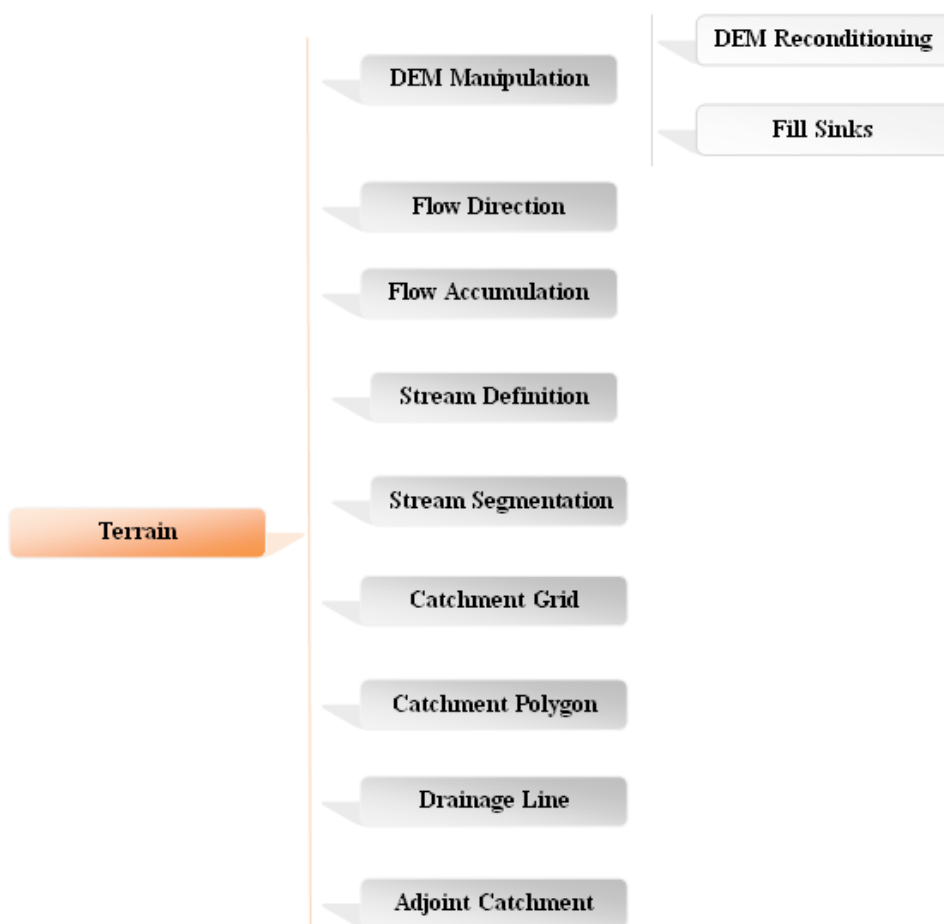 DEM Reconditioning
DEM Manipulation
Fill Sinks
Flow Direction
Flow Accumulation
Stream Definition
Stream Segmentation
Terrain
Catchment Grid
Catchment Polygon
Drainage Line
Adjoint Catchment